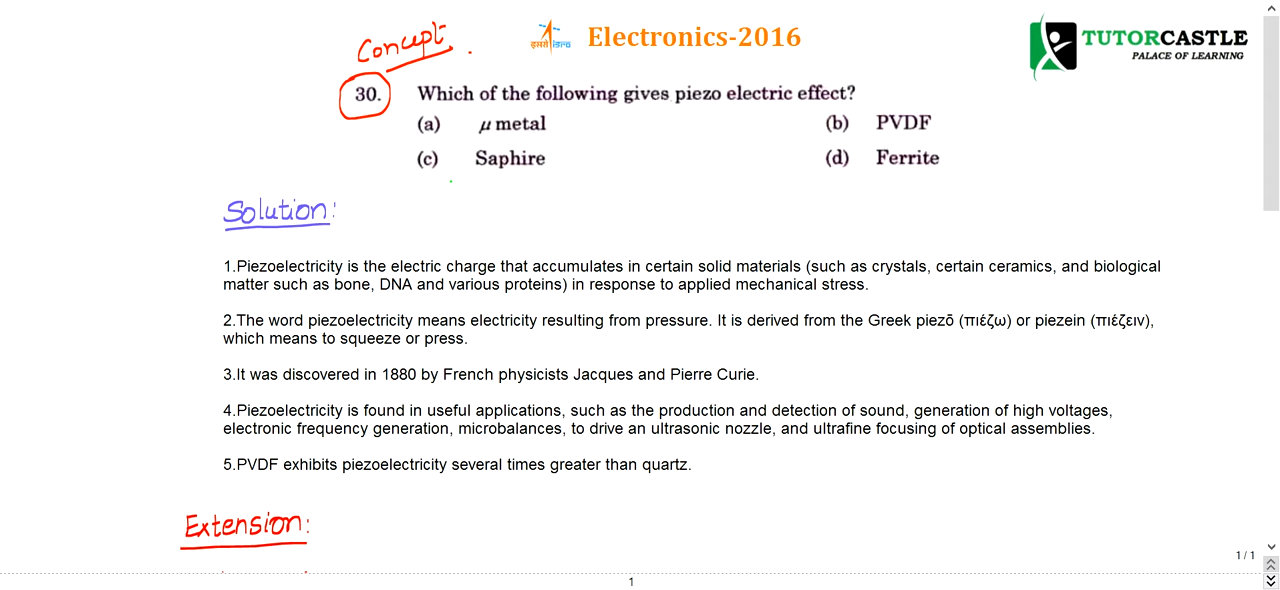 Concept.
इसरो isro
Electronics-2016
TUTORCASTLE
PALACE OF LEARNING
30. Which of the following gives piezo electric effect?
(a) μ metal (b) PVDF
(c) Saphire (d) Ferrite
Solution:
1.Piezoelectricity is the electric charge that accumulates in certain solid materials (such as crystals, certain ceramics, and biological
matter such as bone, DNA and various proteins) in response to applied mechanical stress.
2.The word piezoelectricity means electricity resulting from pressure. It is derived from the Greek piezō (πιέζω) or piezein (πιέζειν),
which means to squeeze or press.
3.It was discovered in 1880 by French physicists Jacques and Pierre Curie.
4.Piezoelectricity is found in useful applications, such as the production and detection of sound, generation of high voltages,
electronic frequency generation, microbalances, to drive an ultrasonic nozzle, and ultrafine focusing of optical assemblies.
5.PVDF exhibits piezoelectricity several times greater than quartz.
Extension:
1 / 1
1